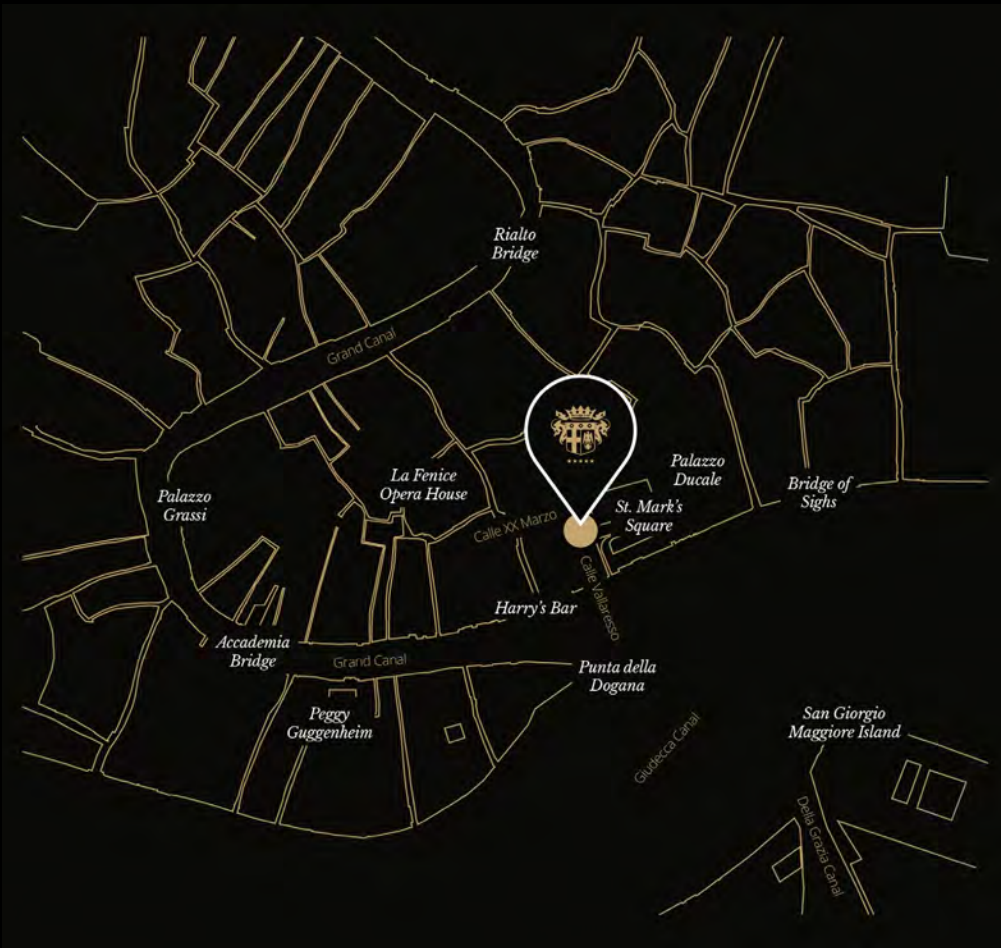 Rialto
Bridge
Grand Canal
Palazzo
Grassi
La Fenice
Opera House
Palazzo
Ducale
Bridge of
Sighs
St. Mark's
Square
Calle XX Marzo
Calle Vallaresso
Harry's Bar
Accademia
Bridge
Grand Canal
Punta della
Dogana
Peggy
Guggenheim
Giudecca Canal
San Giorgio
Maggiore Island
Della Grazia Canal